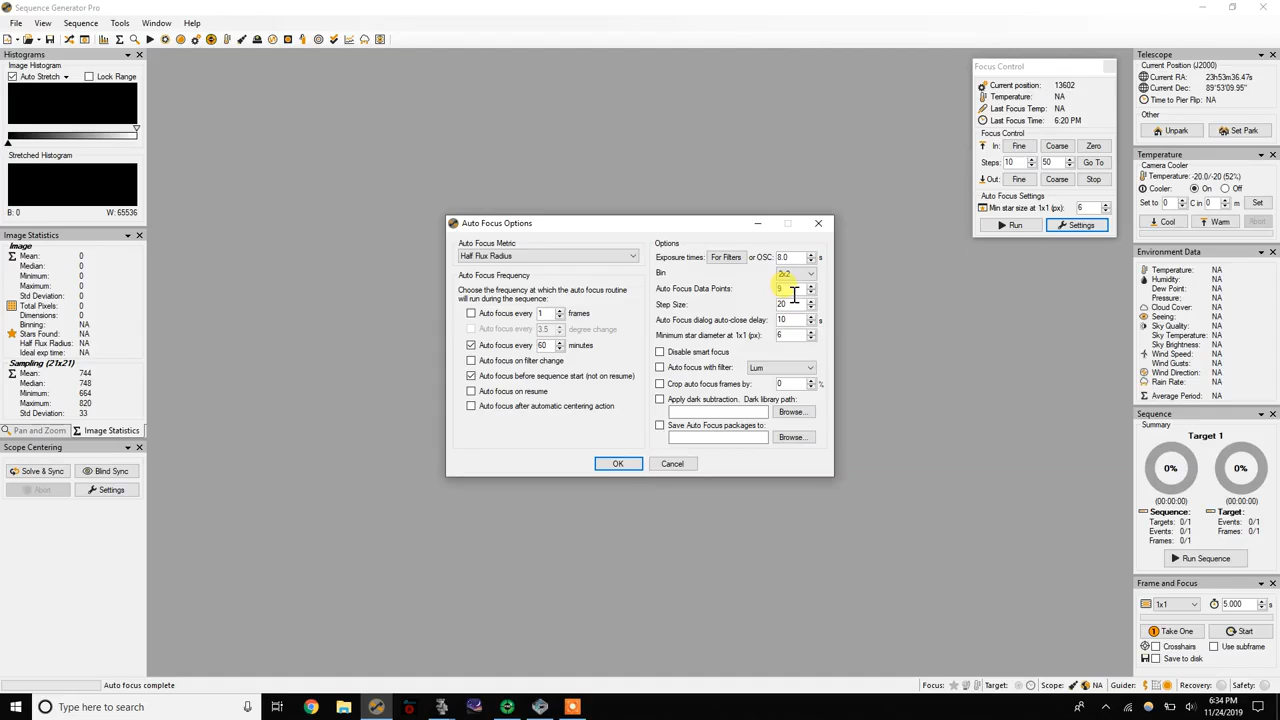 Sequence Generator Pro
File View Sequence Tools Window Help
Histograms
Image Histogram
Auto Stretch Lock Range
Stretched Histogram
B: 0 W: 65536
Image Statistics
Image
Mean: 0
Median: 0
Minimum: 0
Maximum: 0
Std Deviation: 0
Total Pixels: 0
Dimensions: 0
Binning: NA
Stars Found: NA
Half Flux Radius: NA
Ideal exp time: NA
Sampling (21x21)
Mean: 744
Median: 748
Minimum: 664
Maximum: 820
Std Deviation: 33
Pan and Zoom Image Statistics
Scope Centering
Solve & Sync Blind Sync
Abort Settings
Auto Focus Options
Auto Focus Metric
Half Flux Radius
Auto Focus Frequency
Choose the frequency at which the auto focus routine
will run during the sequence:
Auto focus every 1 frames
Auto focus every 3.5 degree change
Auto focus every 60 minutes
Auto focus on filter change
Auto focus before sequence start (not on resume)
Auto focus on resume
Auto focus after automatic centering action
Options
Exposure times: For Filters or OSC: 8.0 s
Bin 2x2
Auto Focus Data Points: 9
Step Size: 20
Auto Focus dialog auto-close delay: 10 s
Minimum star diameter at 1x1 (px): 6
Disable smart focus
Auto focus with filter: Lum
Crop auto focus frames by: 0 %
Apply dark subtraction. Dark library path:
Browse...
Save Auto Focus packages to:
Browse...
OK Cancel
Focus Control
Current position: 13602
Temperature: NA
Last Focus Temp: NA
Last Focus Time: 6:20 PM
Focus Control
In: Fine Coarse Zero
Steps: 10 50 Go To
Out: Fine Coarse Stop
Auto Focus Settings
Min star size at 1x1 (px): 6
Run Settings
Telescope
Current Position (J2000)
Current RA: 23h53m36.47s
Current Dec: 89°53'09.95"
Time to Pier Flip: NA
Other
Unpark Set Park
Temperature
Camera Cooler
Temperature: -20.0/-20 (52%)
Cooler: On Off
Set to 0 C in 0 m Set
Cool Warm Abort
Environment Data
Temperature: NA
Humidity: NA
Dew Point: NA
Pressure: NA
Cloud Cover: NA
Seeing: NA
Sky Quality: NA
Sky Temperature: NA
Sky Brightness: NA
Wind Speed: NA
Wind Gusts: NA
Wind Direction: NA
Rain Rate: NA
Average Period: NA
Sequence
Summary
Target 1
0% 0%
(00:00:00) (00:00:00)
Sequence: Target:
Targets: 0/1 Events: 0/1
Events: 0/1 Frames: 0/1
Frames: 0/1
Run Sequence
Frame and Focus
1x1 5.000 s
Take One Start
Crosshairs Use subframe
Save to disk
Auto focus complete
Focus: Target: Scope: NA Guider: Recovery: Safety:
Type here to search
6:34 PM
11/24/2019